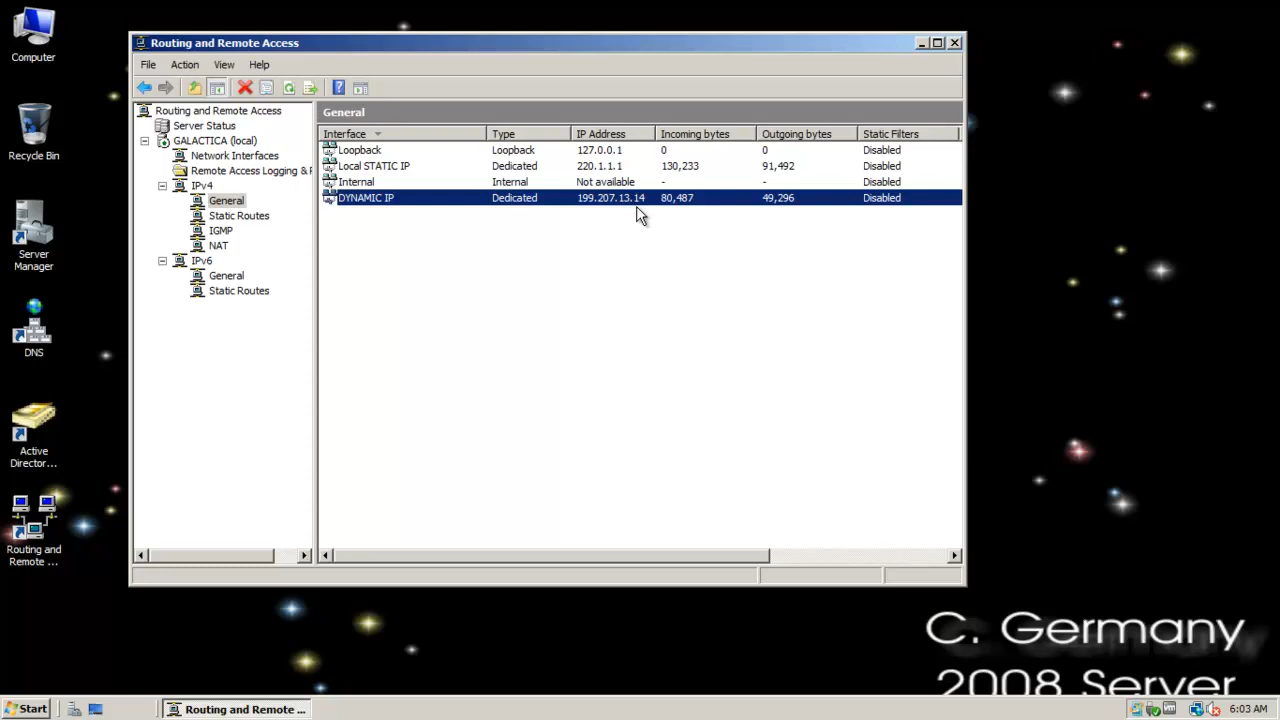 Computer
Recycle Bin
Server
Manager
DNS
Active
Director...
Routing and
Remote ...
Routing and Remote Access
File Action View Help
Routing and Remote Access
Server Status
GALACTICA (local)
Network Interfaces
Remote Access Logging &
IPv4
General
Static Routes
IGMP
NAT
IPv6
General
Static Routes
General
Interface Type IP Address Incoming bytes Outgoing bytes Static Filters
Loopback Loopback 127.0.0.1 0 0 Disabled
Local STATIC IP Dedicated 220.1.1.1 130,233 91,492 Disabled
Internal Internal Not available - - Disabled
DYNAMIC IP Dedicated 199.207.13.14 80,487 49,296 Disabled
C. Germany
2008 Server
Start Routing and Remote ... 6:03 AM